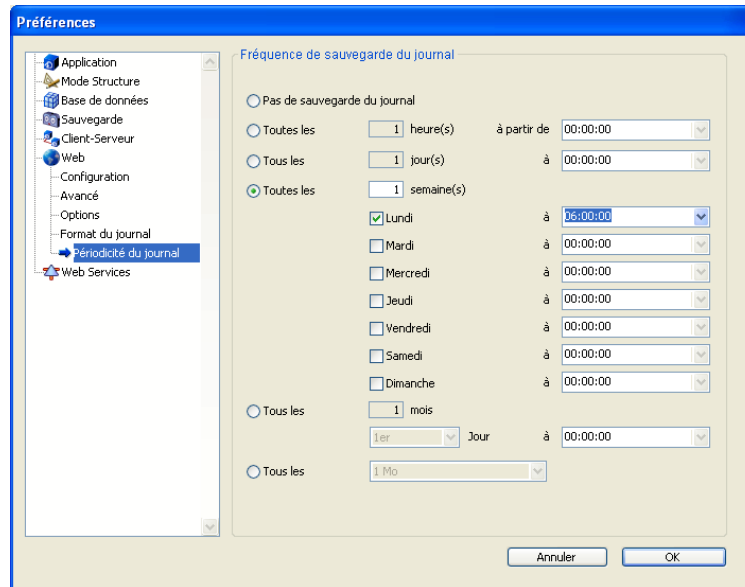 Préférences
Application
Mode Structure
Base de données
Sauvegarde
Client-Serveur
Web
Configuration
Avancé
Options
Format du journal
Périodicité du journal
Web Services
Fréquence de sauvegarde du journal
Pas de sauvegarde du journal
Toutes les 1 heure(s) à partir de 00:00:00
Tous les 1 jour(s) à 00:00:00
Toutes les 1 semaine(s)
Lundi à 06:00:00
Mardi à 00:00:00
Mercredi à 00:00:00
Jeudi à 00:00:00
Vendredi à 00:00:00
Samedi à 00:00:00
Dimanche à 00:00:00
Tous les 1 mois
1er Jour à 00:00:00
Tous les 1 Mo
Annuler OK